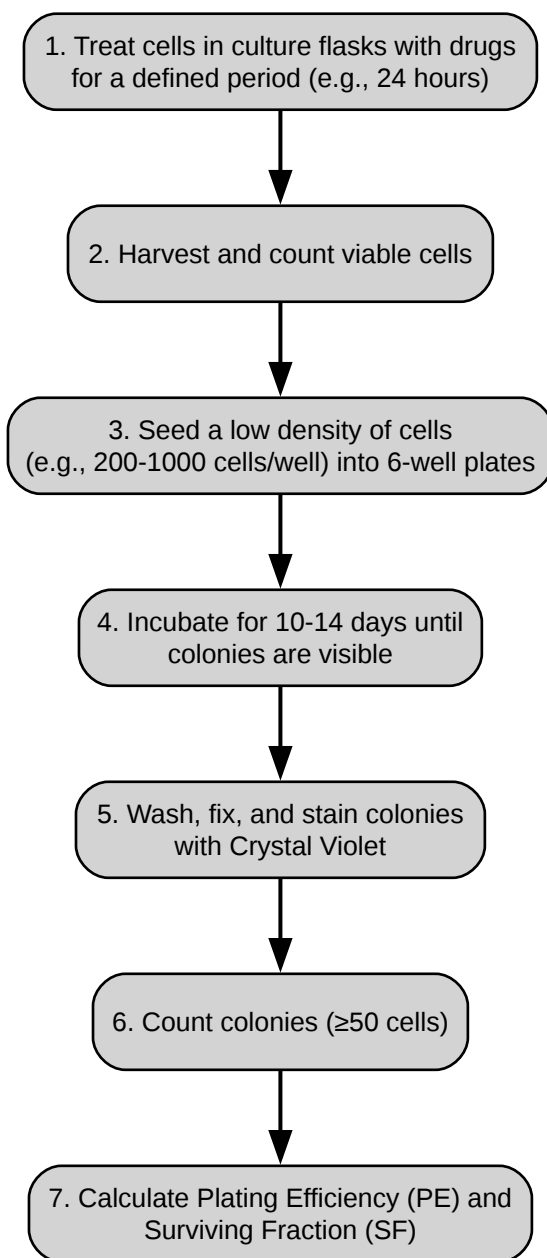 1. Treat cells in culture flasks with drugs
for a defined period (e.g., 24 hours)
2. Harvest and count viable cells
3. Seed a low density of cells
(e.g., 200-1000 cells/well) into 6-well plates
4. Incubate for 10-14 days until
colonies are visible
5. Wash, fix, and stain colonies
with Crystal Violet
6. Count colonies (≥50 cells)
7. Calculate Plating Efficiency (PE) and
Surviving Fraction (SF)